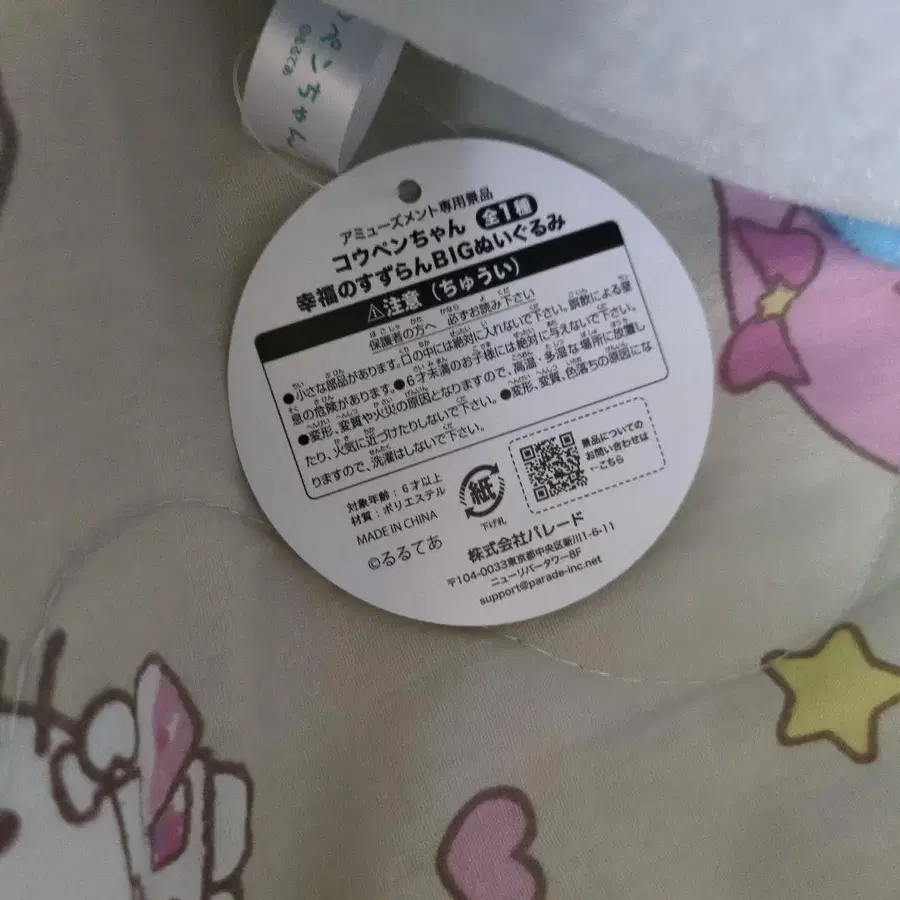 ペンちゃん
アミューズメント専用景品
コウペンちゃん 全1種
幸福のすずらんBIGぬいぐるみ
⚠注意（ちゅうい）
保護者の方へ 必ずお読み下さい
●小さな部品があります。口の中には絶対に入れないで下さい。誤飲による窒
息の危険があります。●6才未満のお子様には絶対に与えないで下さい。
●変形、変質や火災の原因となりますので、高温・多湿な場所に放置し
たり、火気に近づけたりしないで下さい。●変形、変質、色落ちの原因にな
りますので、洗濯はしないで下さい。
対象年齢：6才以上
材質：ポリエステル
MADE IN CHINA
©るるてあ
紙
下げ札
景品についての
お問い合わせは
←こちら
株式会社パレード
〒104-0033東京都中央区新川1-6-11
ニューリバータワー8F
support@parade-inc.net